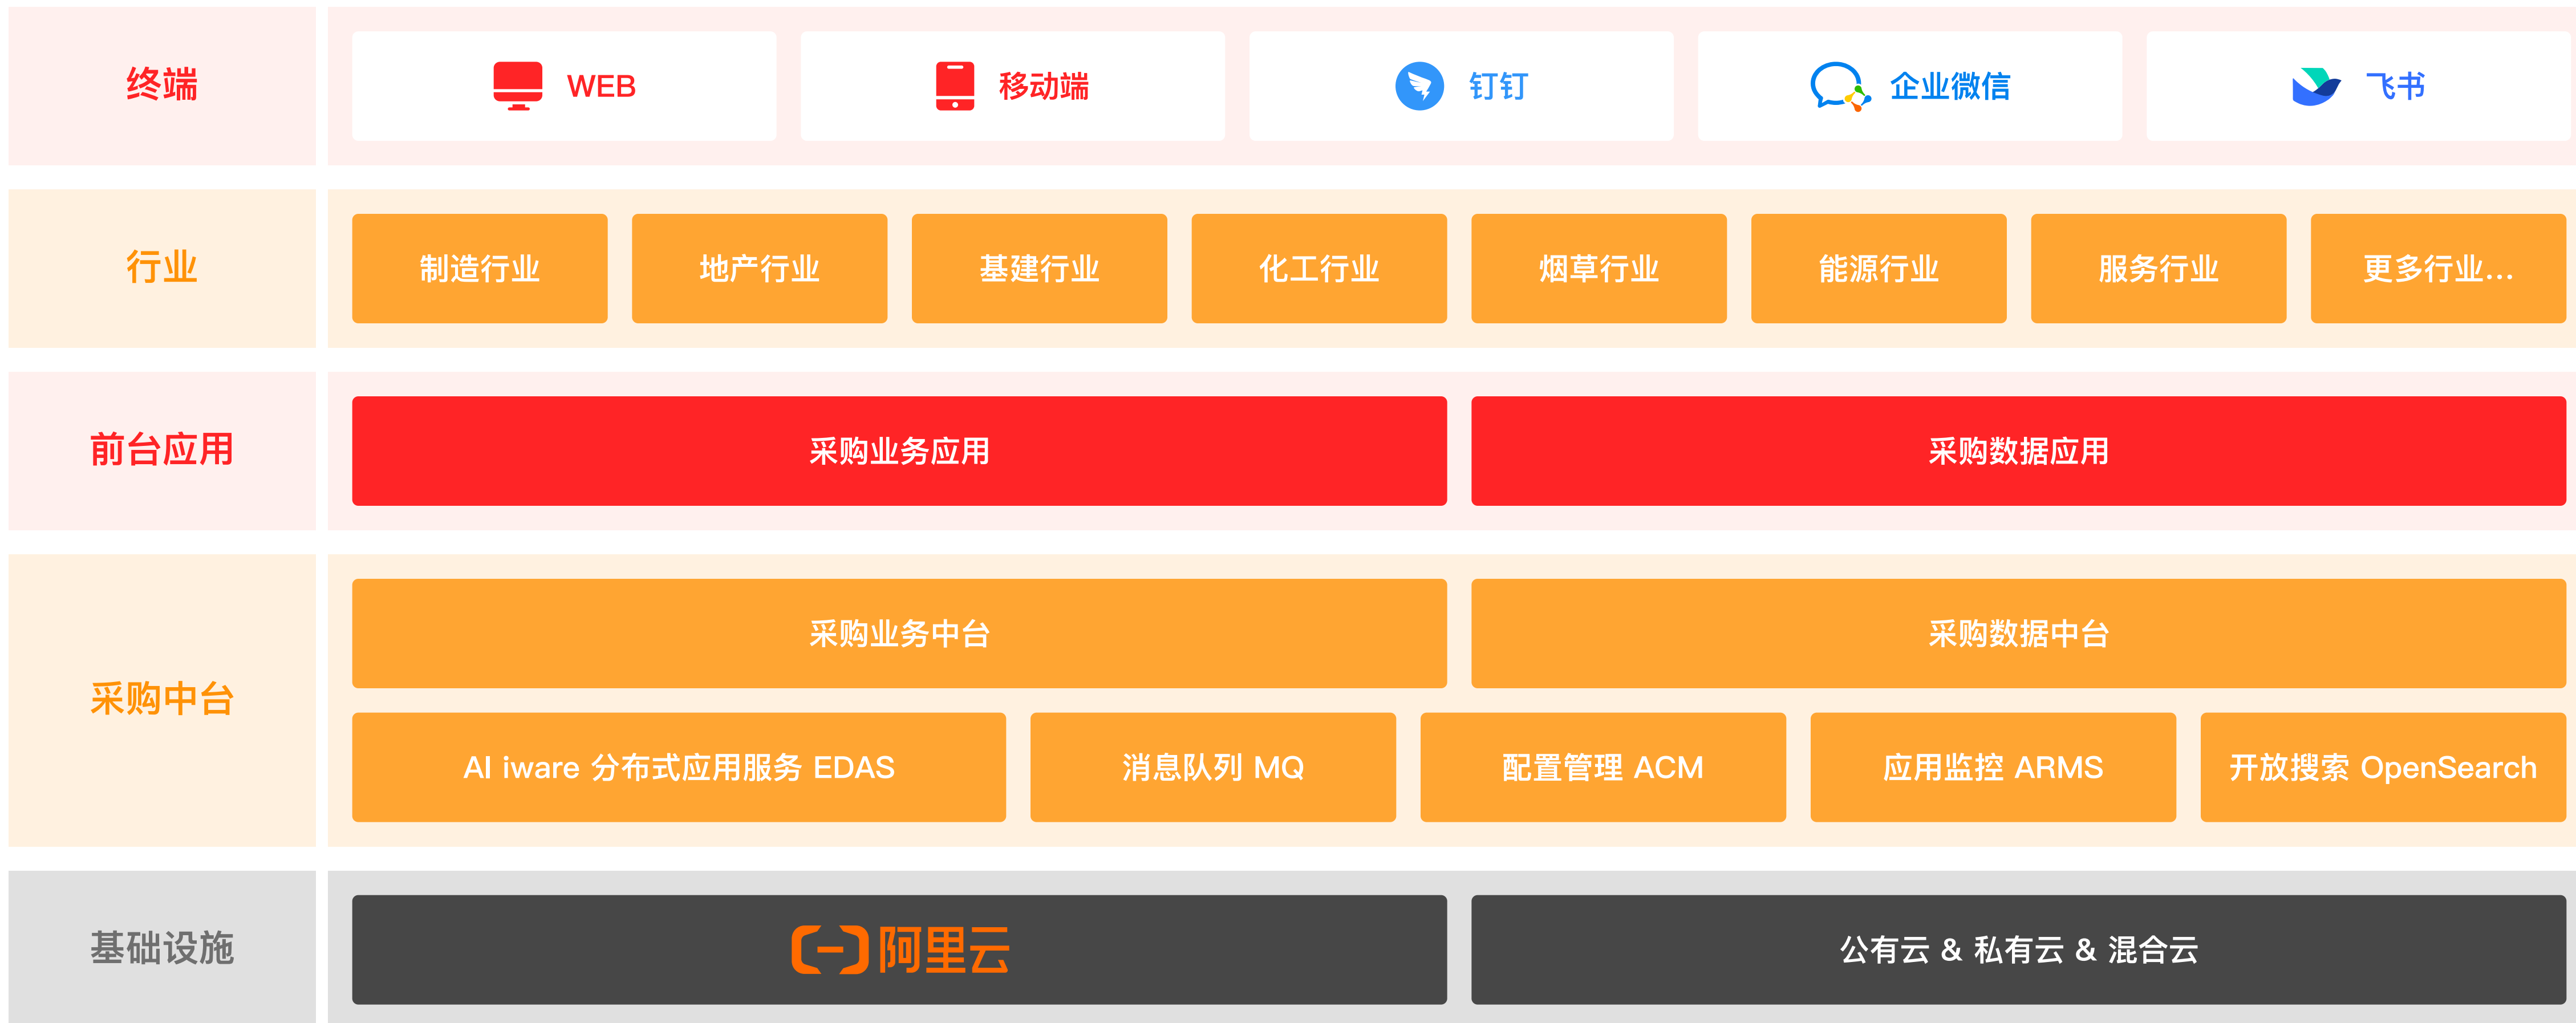 终端
WEB
移动端
钉钉
企业微信
飞书
行业
制造行业
地产行业
基建行业
化工行业
烟草行业
能源行业
服务行业
更多行业...
前台应用
采购业务应用
采购数据应用
采购中台
采购业务中台
采购数据中台
AI iware 分布式应用服务 EDAS
消息队列 MQ
配置管理 ACM
应用监控 ARMS
开放搜索 OpenSearch
基础设施
阿里云
公有云 & 私有云 & 混合云